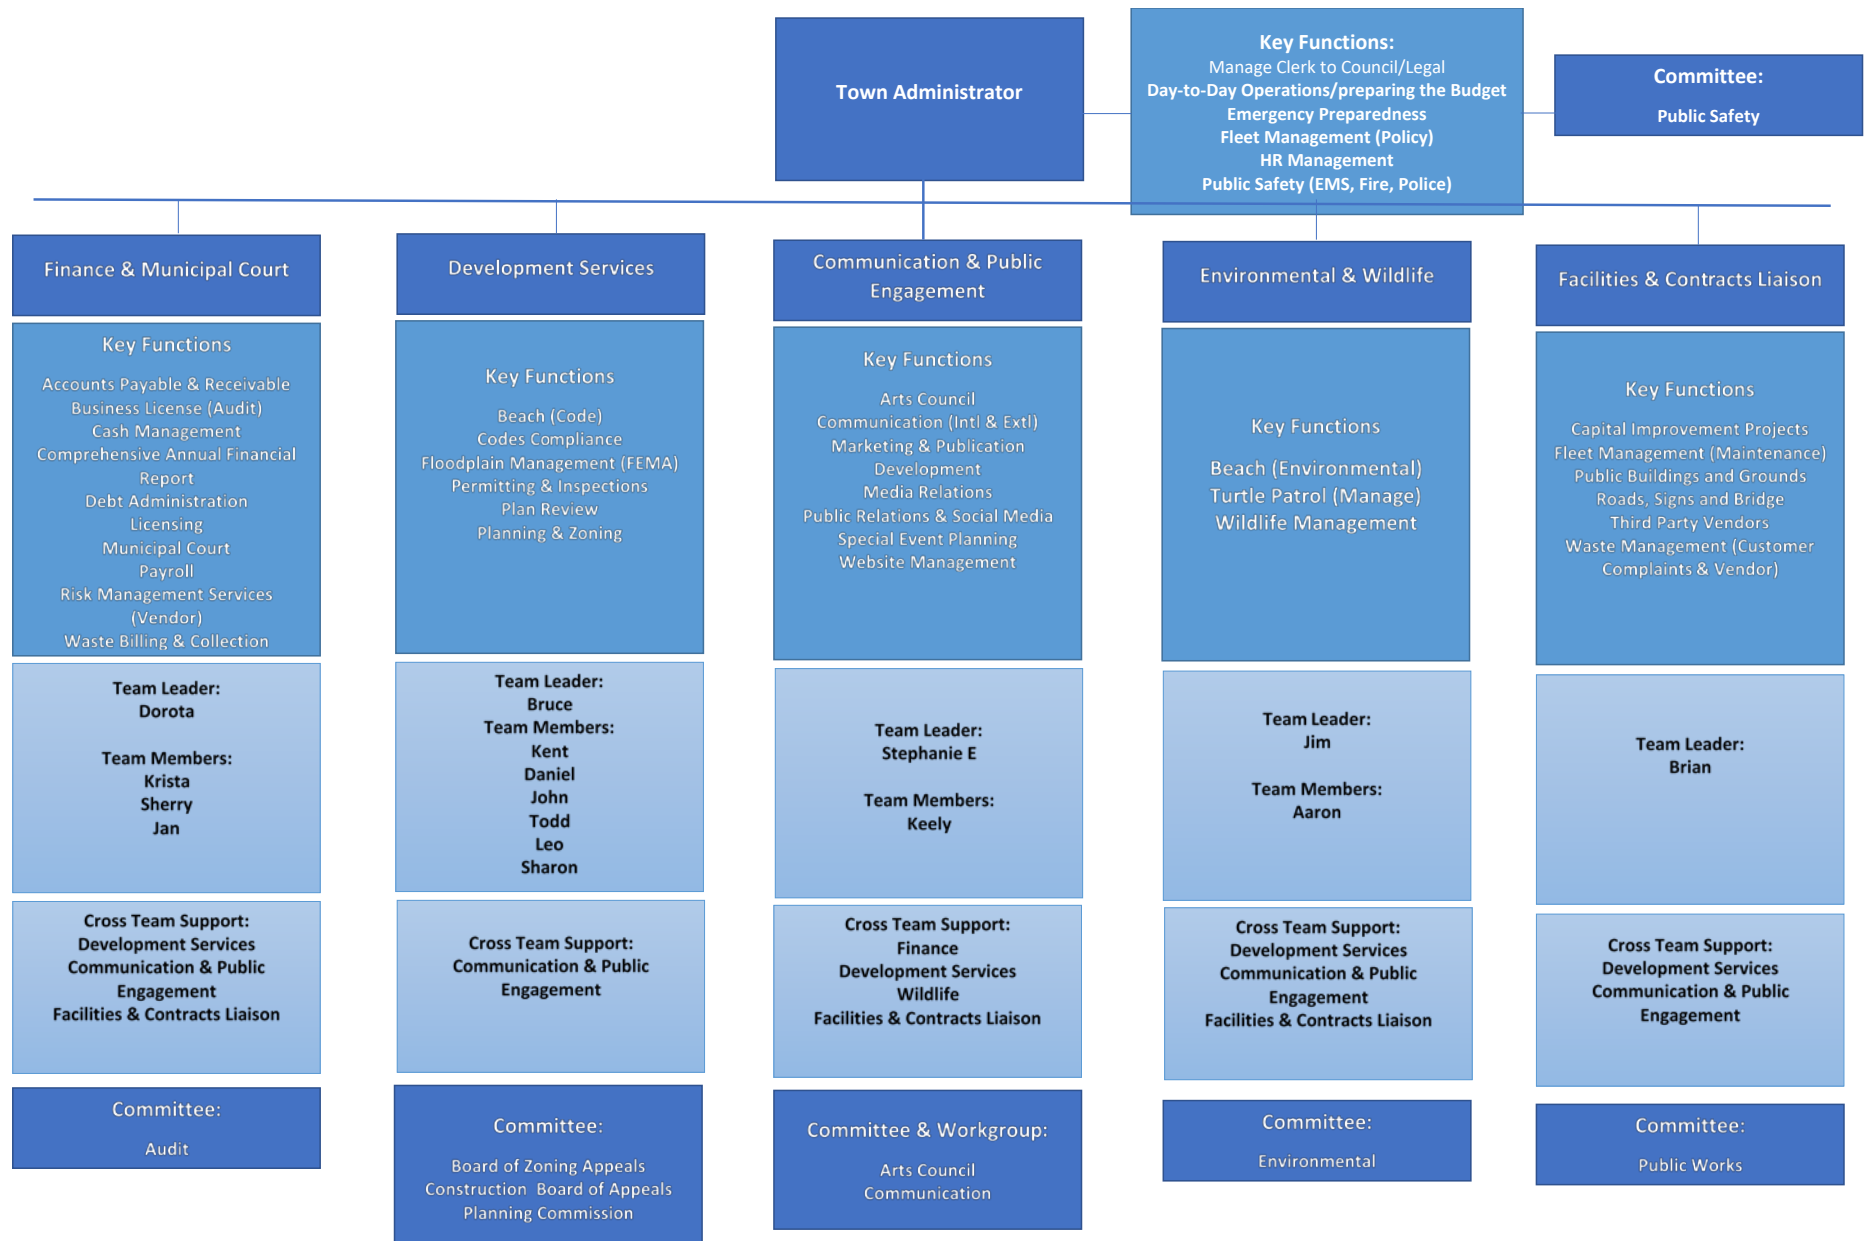 Town Administrator
Key Functions:
Manage Clerk to Council/Legal
Day-to-Day Operations/preparing the Budget
Emergency Preparedness
Fleet Management (Policy)
HR Management
Public Safety (EMS, Fire, Police)
Committee:
Public Safety
Finance & Municipal Court
Key Functions
Accounts Payable & Receivable
Business License (Audit)
Cash Management
Comprehensive Annual Financial
Report
Debt Administration
Licensing
Municipal Court
Payroll
Risk Management Services
(Vendor)
Waste Billing & Collection
Team Leader:
Dorota
Team Members:
Krista
Sherry
Jan
Cross Team Support:
Development Services
Communication & Public
Engagement
Facilities & Contracts Liaison
Committee:
Audit
Development Services
Key Functions
Beach (Code)
Codes Compliance
Floodplain Management (FEMA)
Permitting & Inspections
Plan Review
Planning & Zoning
Team Leader:
Bruce
Team Members:
Kent
Daniel
John
Todd
Leo
Sharon
Cross Team Support:
Communication & Public
Engagement
Committee:
Board of Zoning Appeals
Construction Board of Appeals
Planning Commission
Communication & Public
Engagement
Key Functions
Arts Council
Communication (Intl & Extl)
Marketing & Publication
Development
Media Relations
Public Relations & Social Media
Special Event Planning
Website Management
Team Leader:
Stephanie E
Team Members:
Keely
Cross Team Support:
Finance
Development Services
Wildlife
Facilities & Contracts Liaison
Committee & Workgroup:
Arts Council
Communication
Environmental & Wildlife
Key Functions
Beach (Environmental)
Turtle Patrol (Manage)
Wildlife Management
Team Leader:
Jim
Team Members:
Aaron
Cross Team Support:
Development Services
Communication & Public
Engagement
Facilities & Contracts Liaison
Committee:
Environmental
Facilities & Contracts Liaison
Key Functions
Capital Improvement Projects
Fleet Management (Maintenance)
Public Buildings and Grounds
Roads, Signs and Bridge
Third Party Vendors
Waste Management (Customer
Complaints & Vendor)
Team Leader:
Brian
Cross Team Support:
Development Services
Communication & Public
Engagement
Committee:
Public Works